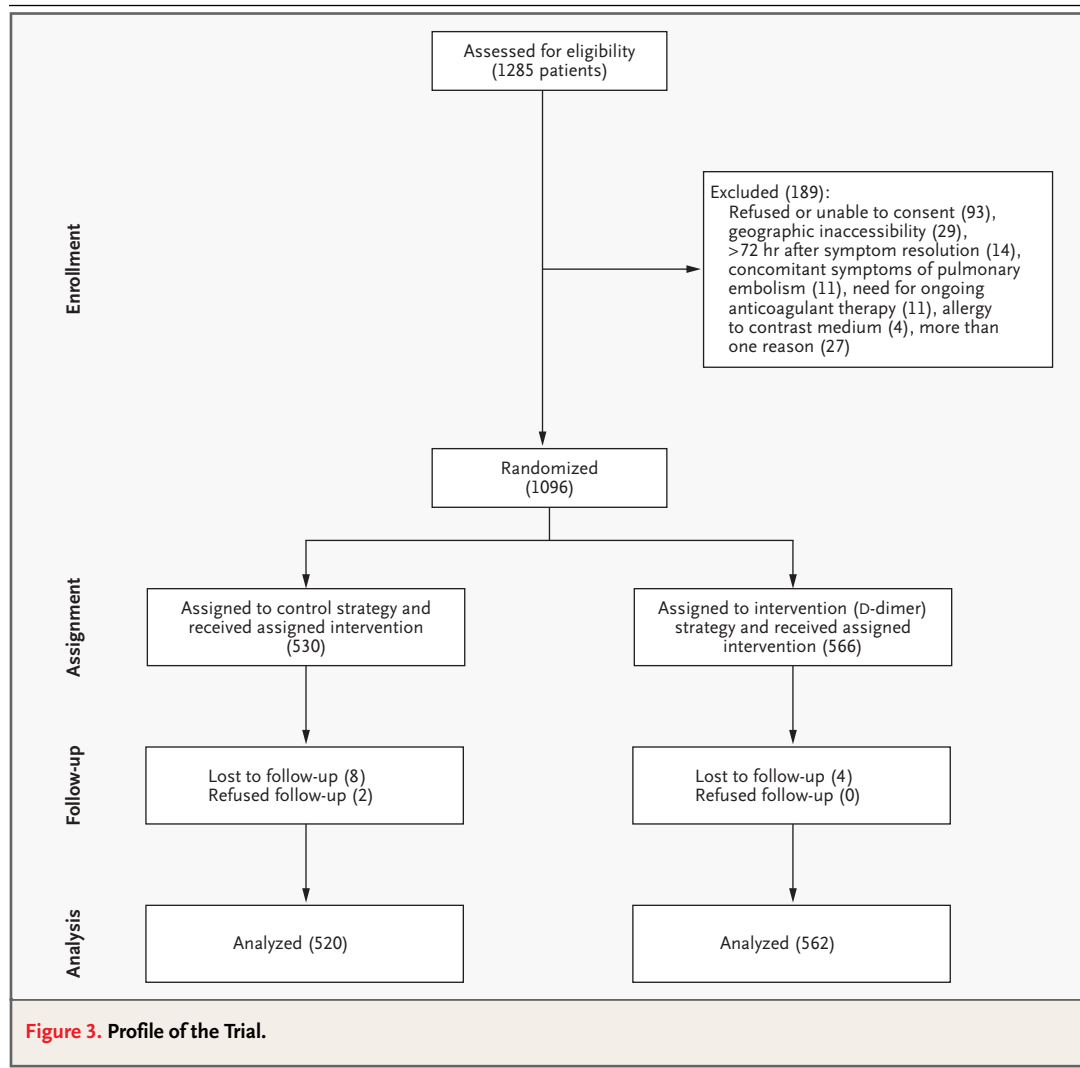 Assessed for eligibility
(1285 patients)
Enrollment
Excluded (189):
Refused or unable to consent (93),
geographic inaccessibility (29),
>72 hr after symptom resolution (14),
concomitant symptoms of pulmonary
embolism (11), need for ongoing
anticoagulant therapy (11), allergy
to contrast medium (4), more than
one reason (27)
Randomized
(1096)
Assignment
Assigned to control strategy and
received assigned intervention
(530)
Assigned to intervention (D-dimer)
strategy and received assigned
intervention (566)
Follow-up
Lost to follow-up (8)
Refused follow-up (2)
Lost to follow-up (4)
Refused follow-up (0)
Analysis
Analyzed (520)
Analyzed (562)
Figure 3. Profile of the Trial.